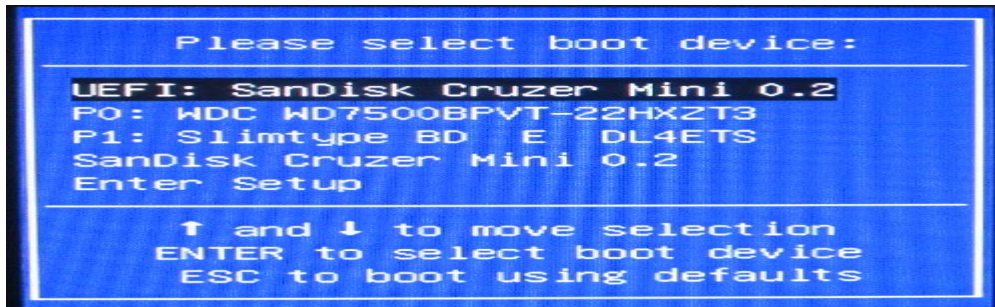 Please select boot device:
UEFI: SanDisk Cruzer Mini 0.2
P0: WDC WD7500BPVT-22HXZT3
P1: Slimtype BD E DL4ETS
SanDisk Cruzer Mini 0.2
Enter Setup
↑ and ↓ to move selection
ENTER to select boot device
ESC to boot using defaults